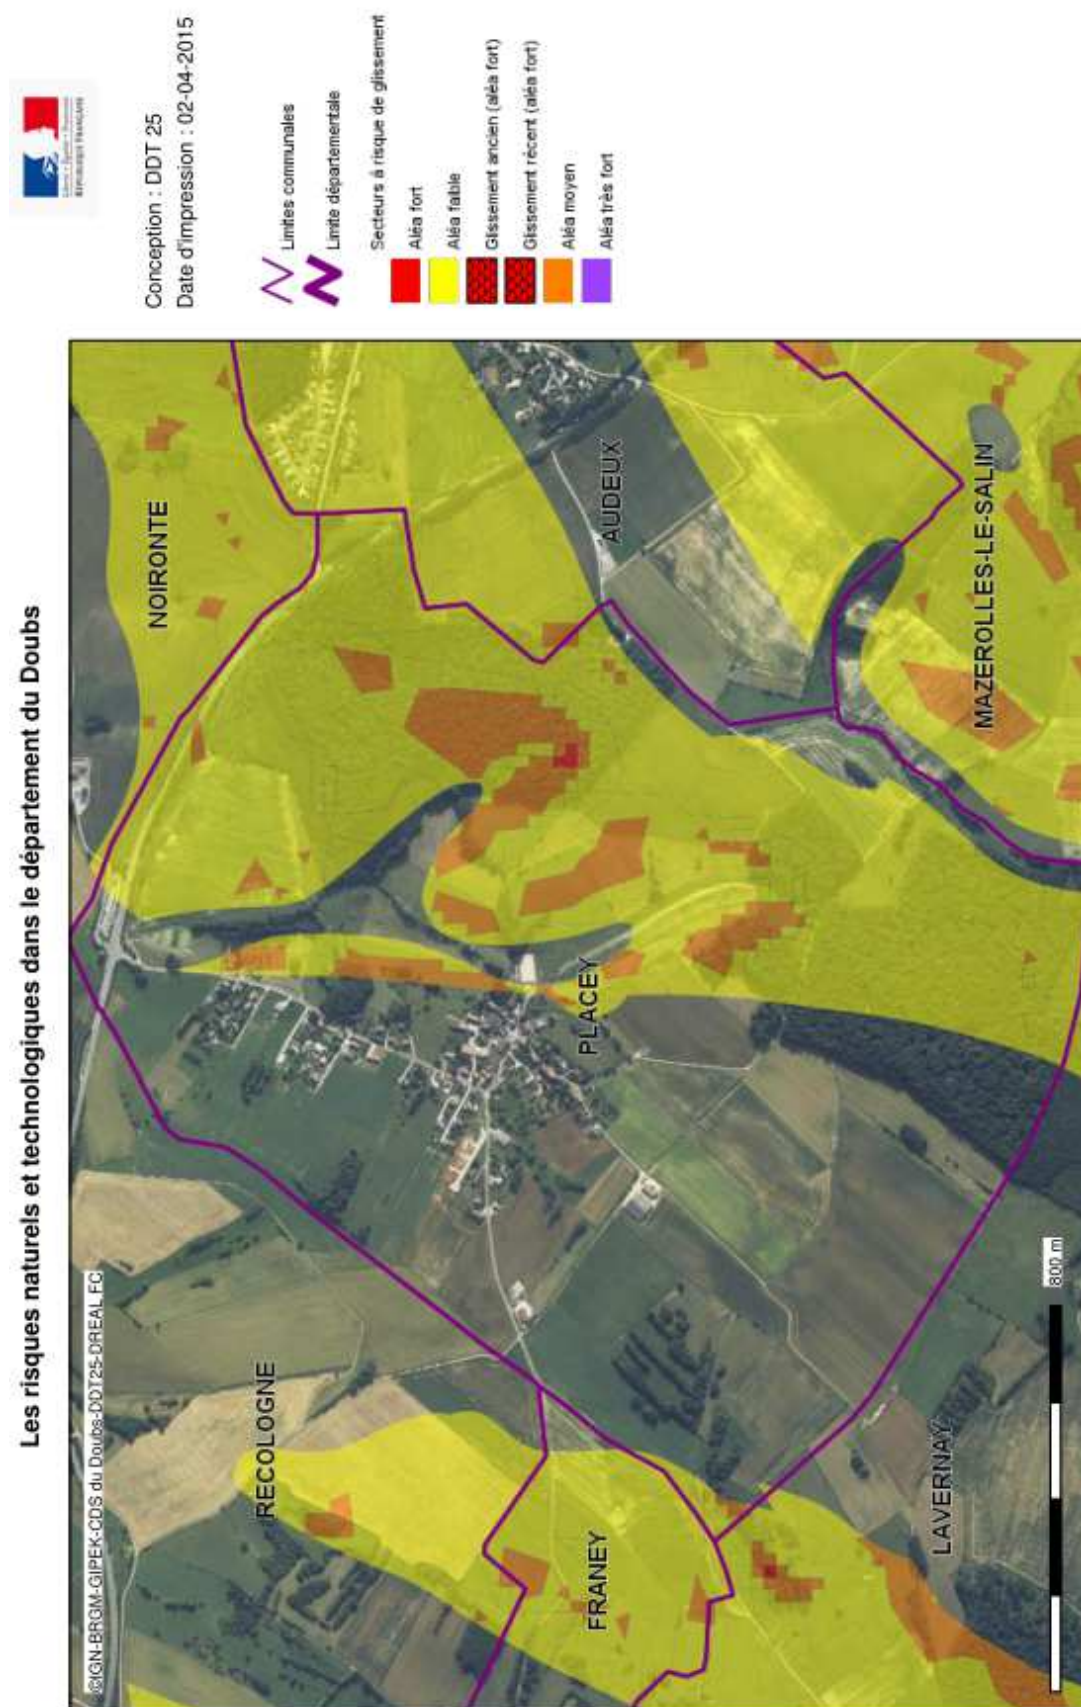 Les risques naturels et technologiques dans le département du Doubs
RÉPUBLIQUE FRANÇAISE
Conception : DDT 25
Date d'impression : 02-04-2015
Limites communales
Limite départementale
Secteurs à risque de glissement
Aléa fort
Aléa faible
Glissement ancien (aléa fort)
Glissement récent (aléa fort)
Aléa moyen
Aléa très fort
©IGN-BRGM-GIPEK-CDS du Doubs-DDT25-DREAL FC
NOIRONTE
RECOLOGNE
AUDEUX
PLACEY
FRANEY
MAZEROLLES-LE-SALIN
LAVERNAY
800 m